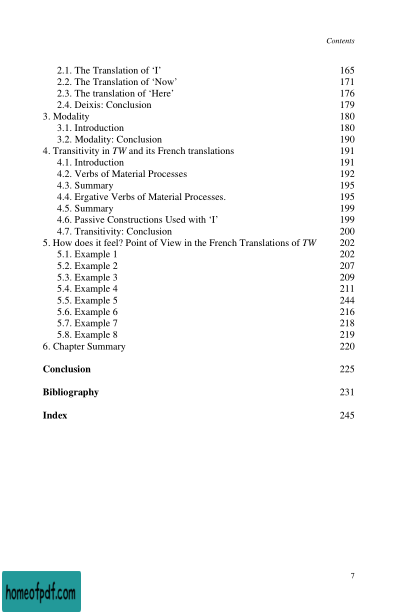 Contents
2.1. The Translation of ‘I’ 165
2.2. The Translation of ‘Now’ 171
2.3. The translation of ‘Here’ 176
2.4. Deixis: Conclusion 179
3. Modality 180
3.1. Introduction 180
3.2. Modality: Conclusion 190
4. Transitivity in TW and its French translations 191
4.1. Introduction 191
4.2. Verbs of Material Processes 192
4.3. Summary 195
4.4. Ergative Verbs of Material Processes. 195
4.5. Summary 199
4.6. Passive Constructions Used with ‘I’ 199
4.7. Transitivity: Conclusion 200
5. How does it feel? Point of View in the French Translations of TW 202
5.1. Example 1 202
5.2. Example 2 207
5.3. Example 3 209
5.4. Example 4 211
5.5. Example 5 244
5.6. Example 6 216
5.7. Example 7 218
5.8. Example 8 219
6. Chapter Summary 220
Conclusion 225
Bibliography 231
Index 245
7
homeofpdf.com